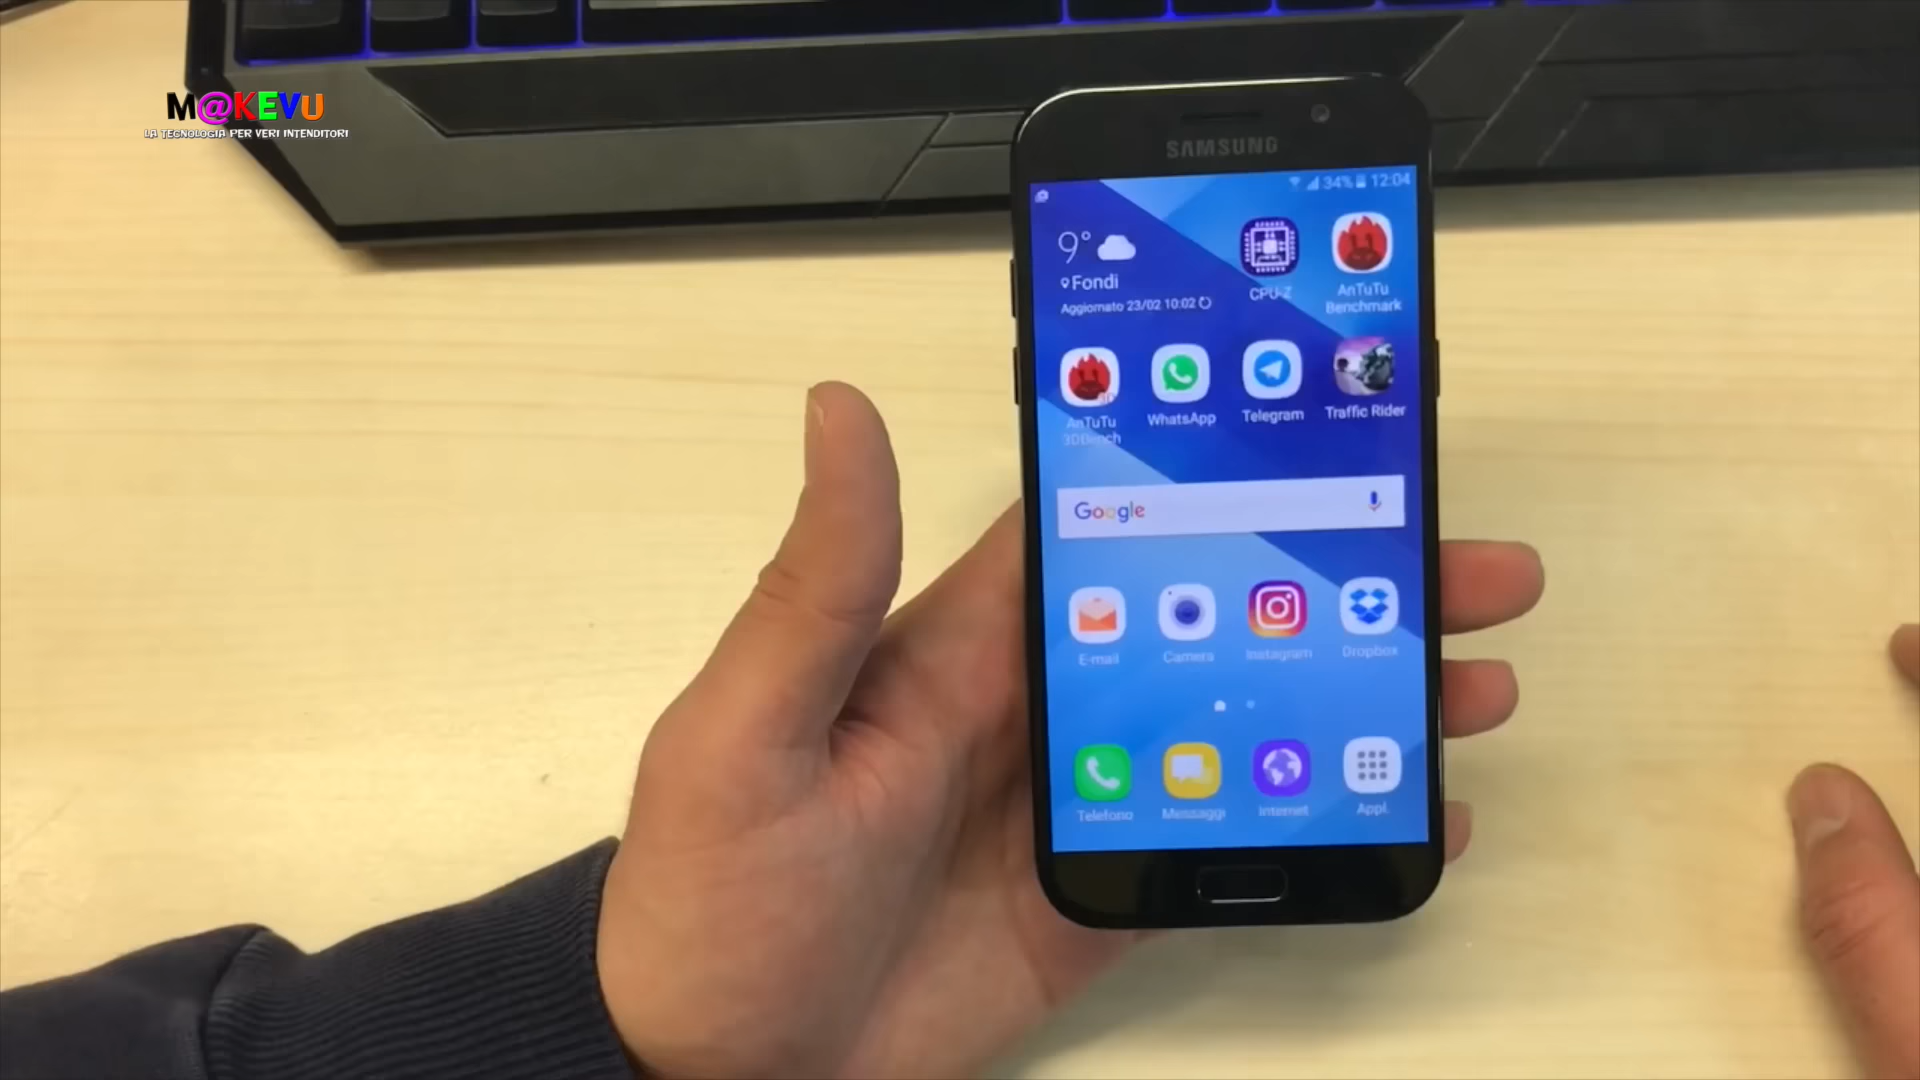 M@KEVU
LA TECNOLOGIA PER VERI INTENDITORI
SAMSUNG
34% 12:04
9°
Fondi
Aggiornato 23/02 10:02
CPU-Z
AnTuTu
Benchmark
AnTuTu
3DBench
WhatsApp
Telegram
Traffic Rider
Google
E-mail
Camera
Instagram
Dropbox
Telefono
Messaggi
Internet
Appl.